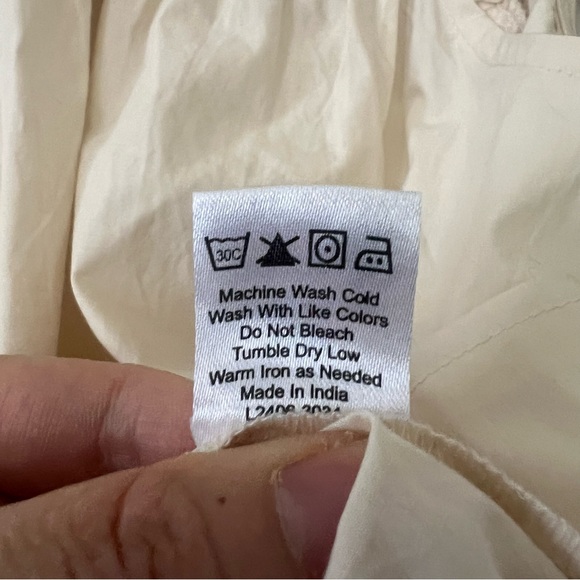 30C
Machine Wash Cold
Wash With Like Colors
Do Not Bleach
Tumble Dry Low
Warm Iron as Needed
Made In India